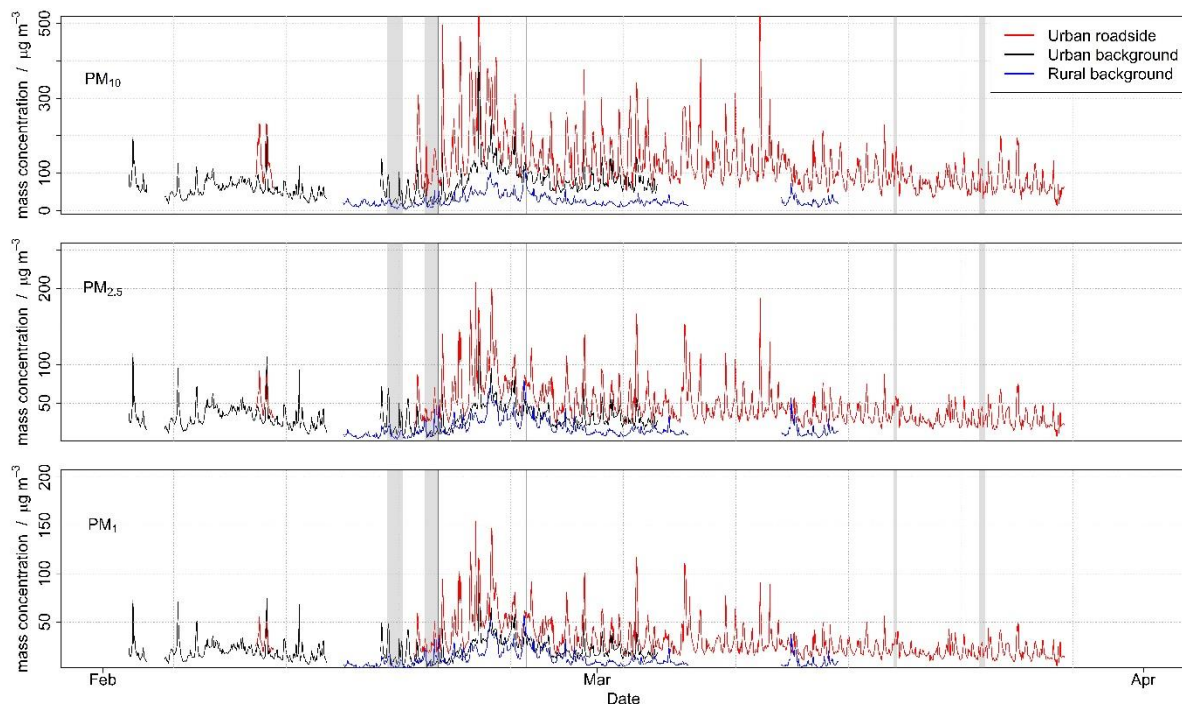 mass concentration / µg m⁻³
500
300
100
0
PM₁₀
Urban roadside
Urban background
Rural background
mass concentration / µg m⁻³
200
100
50
PM₂.₅
mass concentration / µg m⁻³
200
150
100
50
PM₁
Feb
Mar
Apr
Date